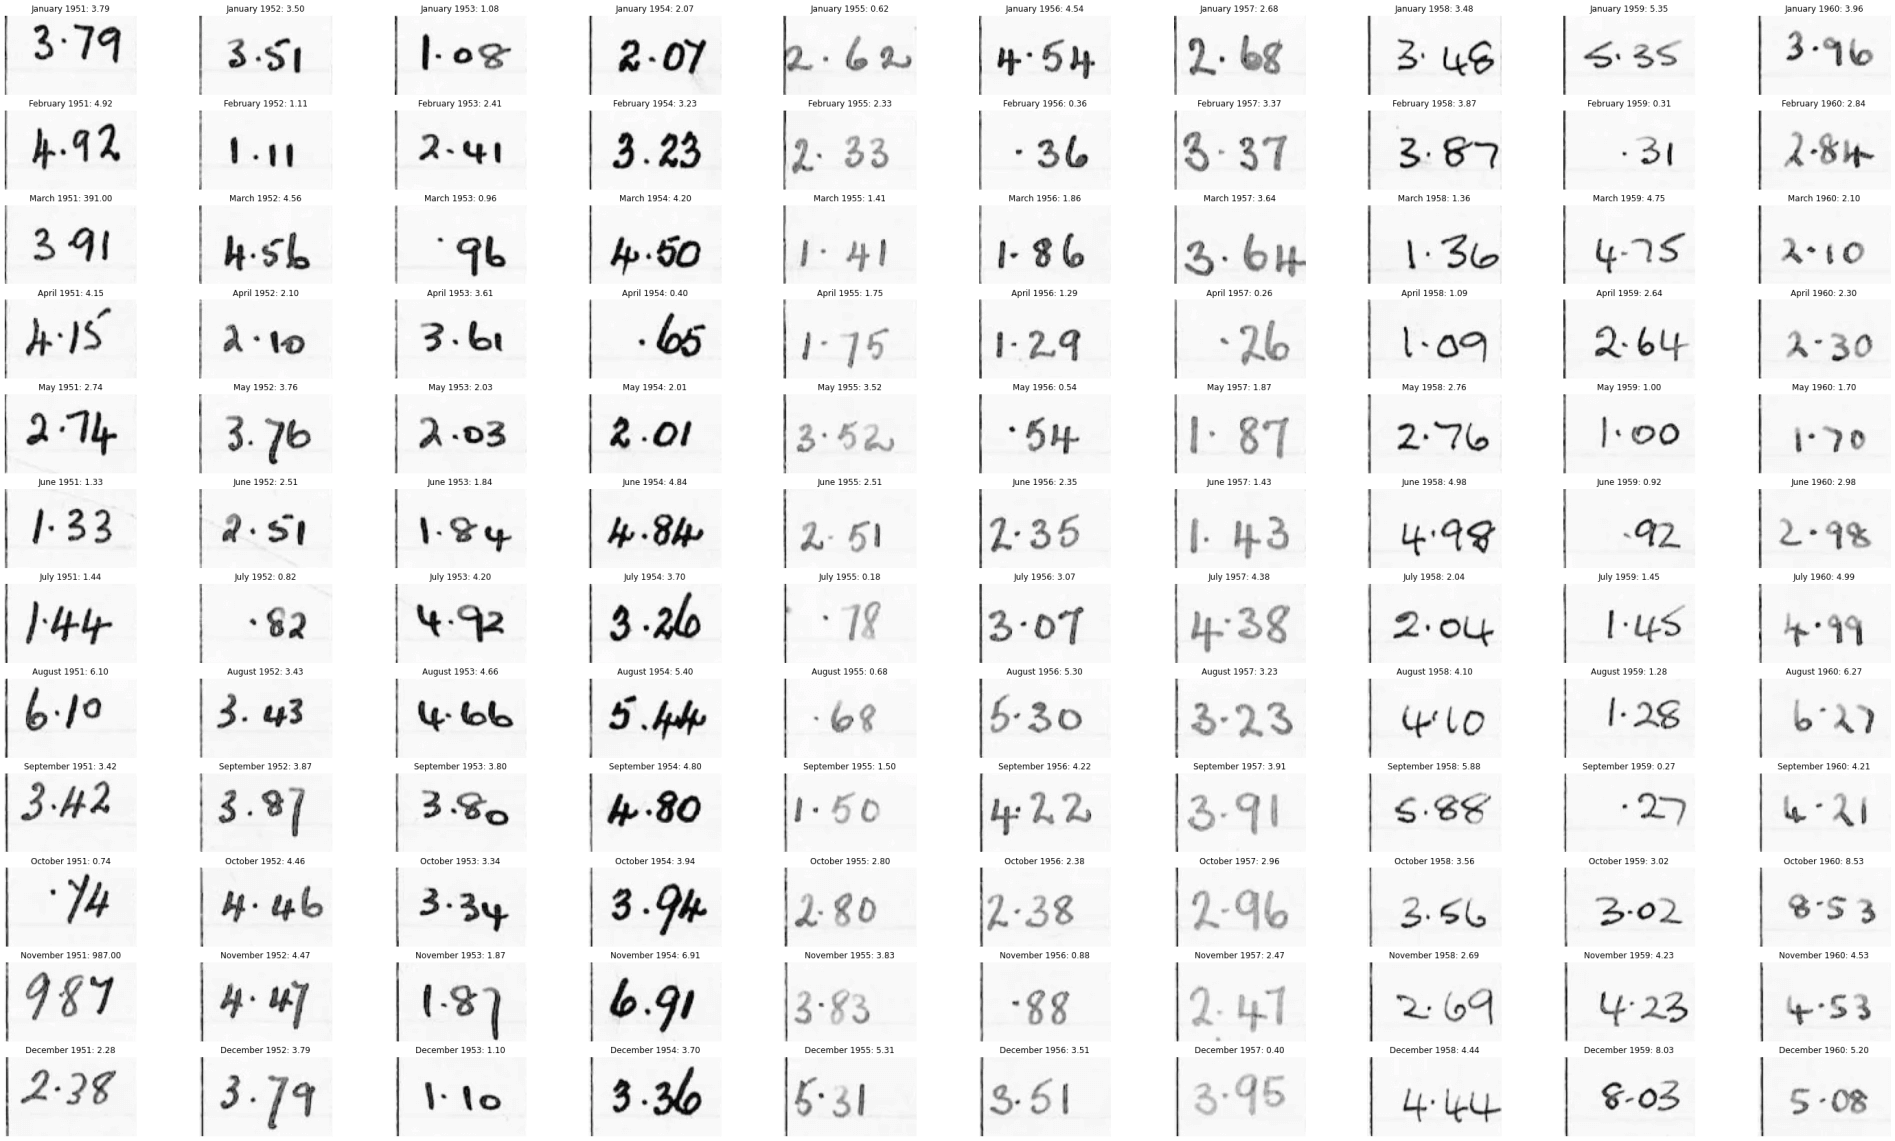 January 1951: 3.79 January 1952: 3.50 January 1953: 1.08 January 1954: 2.07 January 1955: 0.62 January 1956: 4.54 January 1957: 2.68 January 1958: 3.48 January 1959: 5.35 January 1960: 3.96
3·79 3·51 1·08 2·07 2·62 4·54 2·68 3·48 5·35 3·96
February 1951: 4.92 February 1952: 1.11 February 1953: 2.41 February 1954: 3.23 February 1955: 2.33 February 1956: 0.36 February 1957: 3.37 February 1958: 3.87 February 1959: 0.31 February 1960: 2.84
4·92 1·11 2·41 3·23 2·33 ·36 3·37 3·87 ·31 2·84
March 1951: 391.00 March 1952: 4.56 March 1953: 0.96 March 1954: 4.20 March 1955: 1.41 March 1956: 1.86 March 1957: 3.64 March 1958: 1.36 March 1959: 4.75 March 1960: 2.10
3 91 4·56 ·96 4·50 1·41 1·86 3·64 1·36 4·75 2·10
April 1951: 4.15 April 1952: 2.10 April 1953: 3.61 April 1954: 0.40 April 1955: 1.75 April 1956: 1.29 April 1957: 0.26 April 1958: 1.09 April 1959: 2.64 April 1960: 2.30
4·15 2·10 3·61 ·65 1·75 1·29 ·26 1·09 2·64 2·30
May 1951: 2.74 May 1952: 3.76 May 1953: 2.03 May 1954: 2.01 May 1955: 3.52 May 1956: 0.54 May 1957: 1.87 May 1958: 2.76 May 1959: 1.00 May 1960: 1.70
2·74 3·76 2·03 2·01 3·52 ·54 1·87 2·76 1·00 1·70
June 1951: 1.33 June 1952: 2.51 June 1953: 1.84 June 1954: 4.84 June 1955: 2.51 June 1956: 2.35 June 1957: 1.43 June 1958: 4.98 June 1959: 0.92 June 1960: 2.98
1·33 2·51 1·84 4·84 2·51 2·35 1·43 4·98 ·92 2·98
July 1951: 1.44 July 1952: 0.82 July 1953: 4.20 July 1954: 3.70 July 1955: 0.18 July 1956: 3.07 July 1957: 4.38 July 1958: 2.04 July 1959: 1.45 July 1960: 4.99
1·44 ·82 4·92 3·26 ·78 3·07 4·38 2·04 1·45 4·99
August 1951: 6.10 August 1952: 3.43 August 1953: 4.66 August 1954: 5.40 August 1955: 0.68 August 1956: 5.30 August 1957: 3.23 August 1958: 4.10 August 1959: 1.28 August 1960: 6.27
6·10 3·43 4·66 5·44 ·68 5·30 3·23 4·10 1·28 6·27
September 1951: 3.42 September 1952: 3.87 September 1953: 3.80 September 1954: 4.80 September 1955: 1.50 September 1956: 4.22 September 1957: 3.91 September 1958: 5.88 September 1959: 0.27 September 1960: 4.21
3·42 3·87 3·80 4·80 1·50 4·22 3·91 5·88 ·27 4·21
October 1951: 0.74 October 1952: 4.46 October 1953: 3.34 October 1954: 3.94 October 1955: 2.80 October 1956: 2.38 October 1957: 2.96 October 1958: 3.56 October 1959: 3.02 October 1960: 8.53
·74 4·46 3·34 3·94 2·80 2·38 2·96 3·56 3·02 8·53
November 1951: 987.00 November 1952: 4.47 November 1953: 1.87 November 1954: 6.91 November 1955: 3.83 November 1956: 0.88 November 1957: 2.47 November 1958: 2.69 November 1959: 4.23 November 1960: 4.53
9 87 4·47 1·87 6·91 3·83 ·88 2·47 2·69 4·23 4·53
December 1951: 2.28 December 1952: 3.79 December 1953: 1.10 December 1954: 3.70 December 1955: 5.31 December 1956: 3.51 December 1957: 0.40 December 1958: 4.44 December 1959: 8.03 December 1960: 5.20
2·38 3·79 1·10 3·36 5·31 3·51 3·95 4·44 8·03 5·08